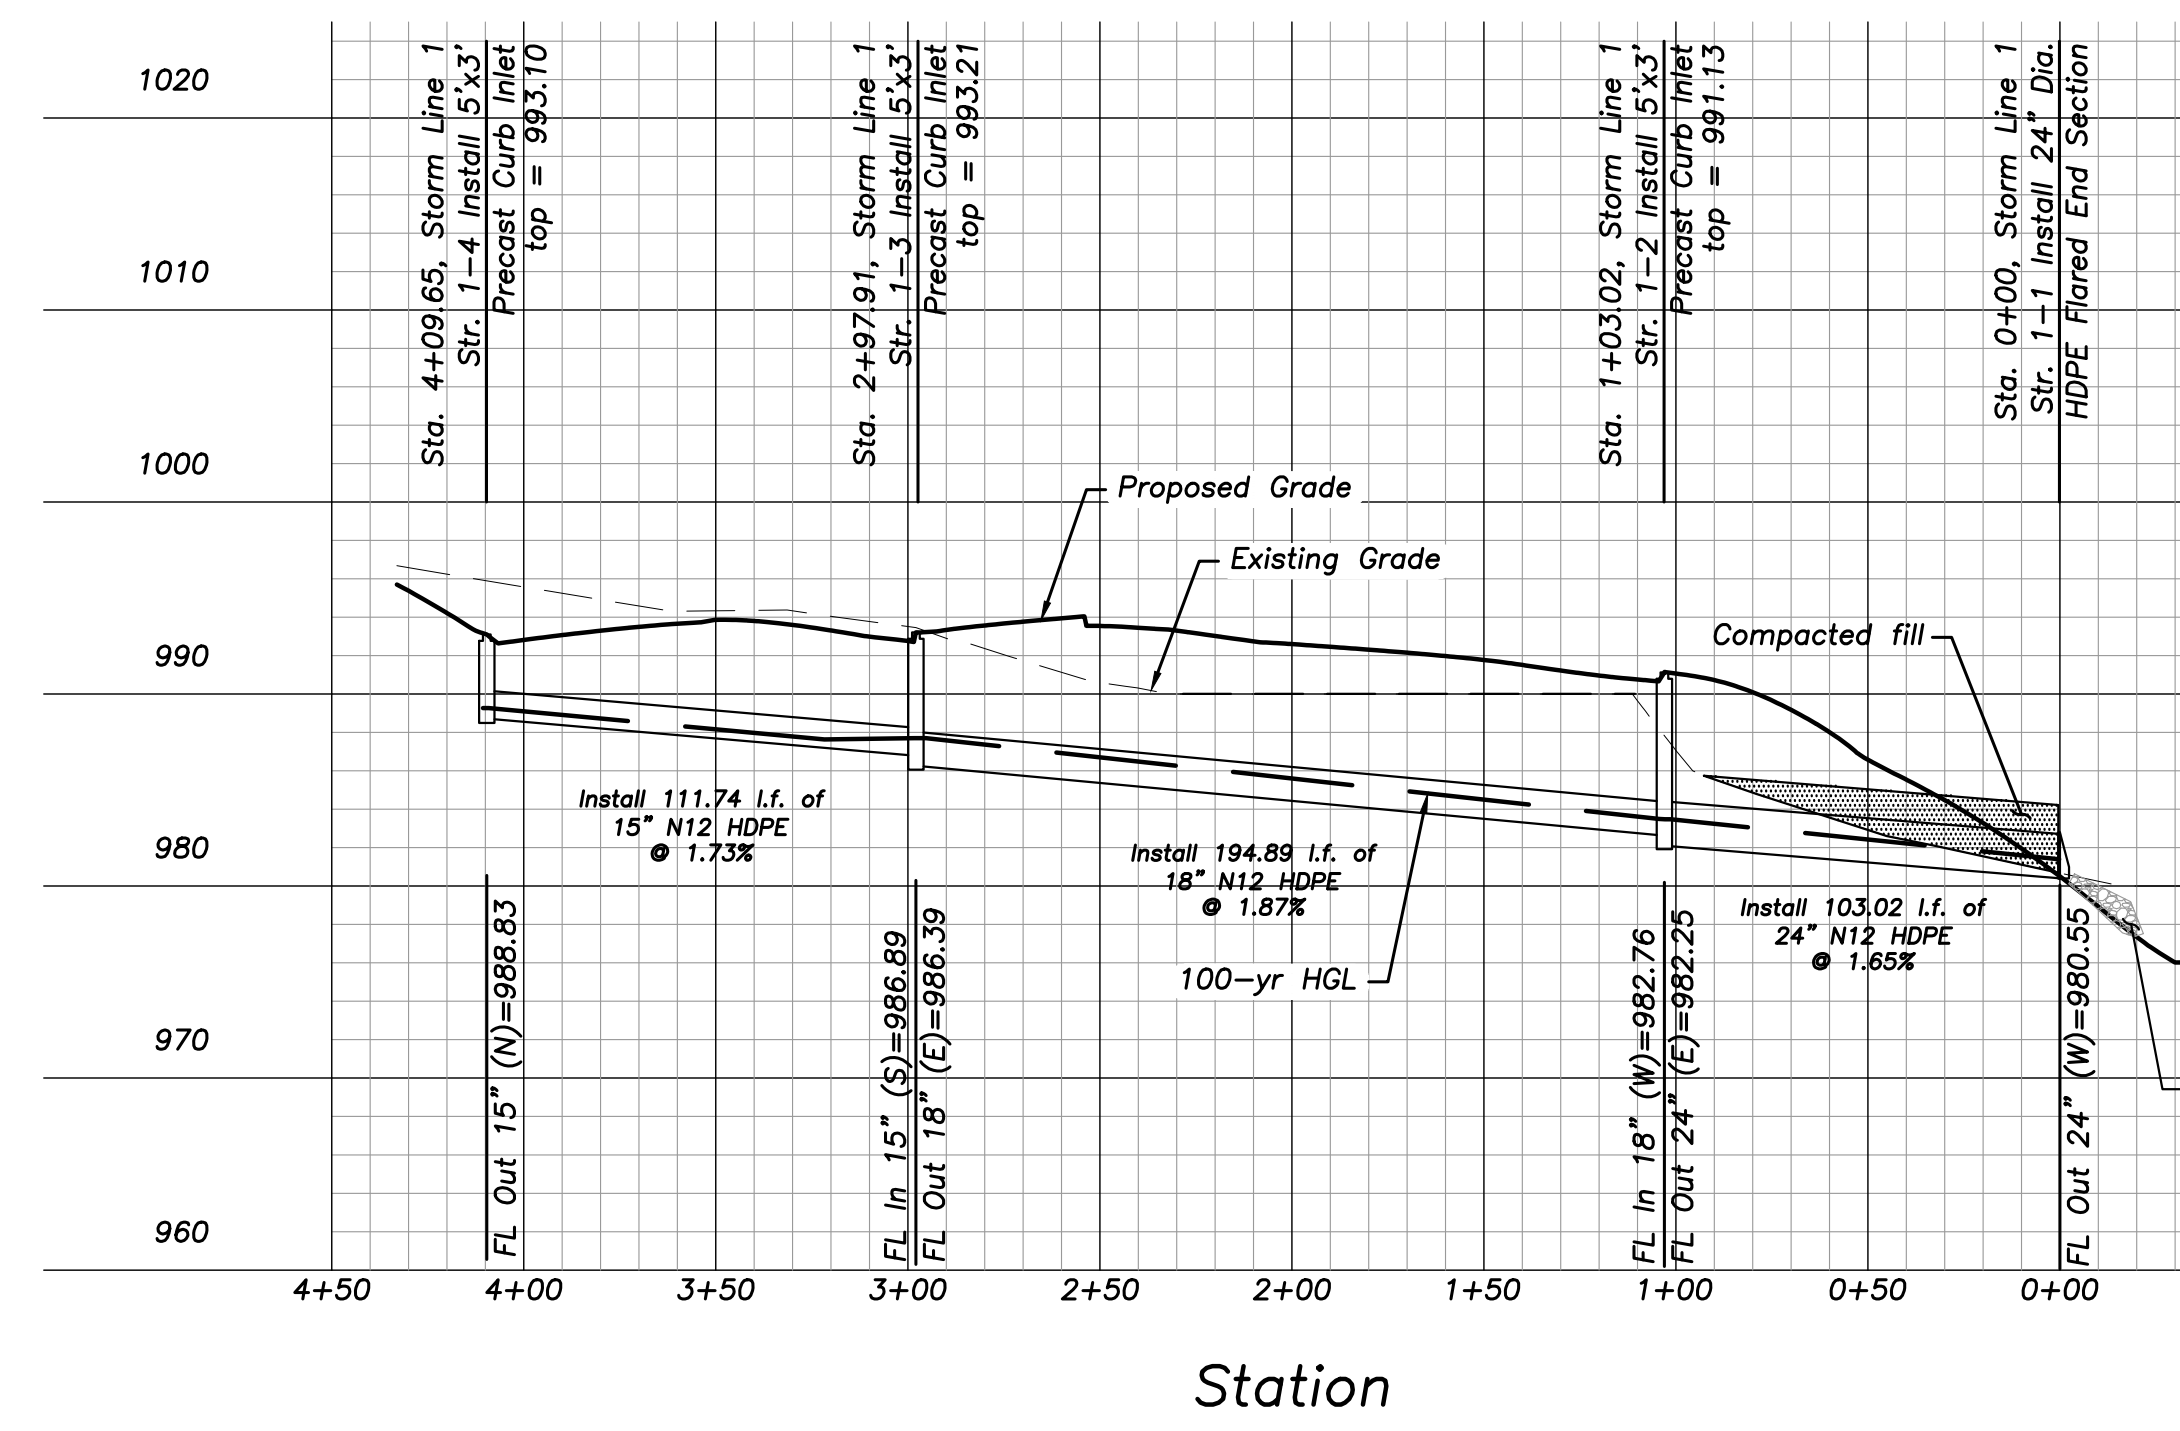 1020
1010
1000
990
980
970
960
Sta. 4+09.65, Storm Line 1
Str. 1-4 Install 5'x3'
Precast Curb Inlet
top = 993.10
Sta. 2+97.91, Storm Line 1
Str. 1-3 Install 5'x3'
Precast Curb Inlet
top = 993.21
Sta. 1+03.02, Storm Line 1
Str. 1-2 Install 5'x3'
Precast Curb Inlet
top = 991.13
Sta. 0+00, Storm Line 1
Str. 1-1 Install 24" Dia.
HDPE Flared End Section
Proposed Grade
Existing Grade
Compacted fill
Install 111.74 l.f. of
15" N12 HDPE
@ 1.73%
Install 194.89 l.f. of
18" N12 HDPE
@ 1.87%
100-yr HGL
Install 103.02 l.f. of
24" N12 HDPE
@ 1.65%
FL Out 15" (N)=988.83
FL In 15" (S)=986.89
FL Out 18" (E)=986.39
FL In 18" (W)=982.76
FL Out 24" (E)=982.25
FL Out 24" (W)=980.55
4+50
4+00
3+50
3+00
2+50
2+00
1+50
1+00
0+50
0+00
Station